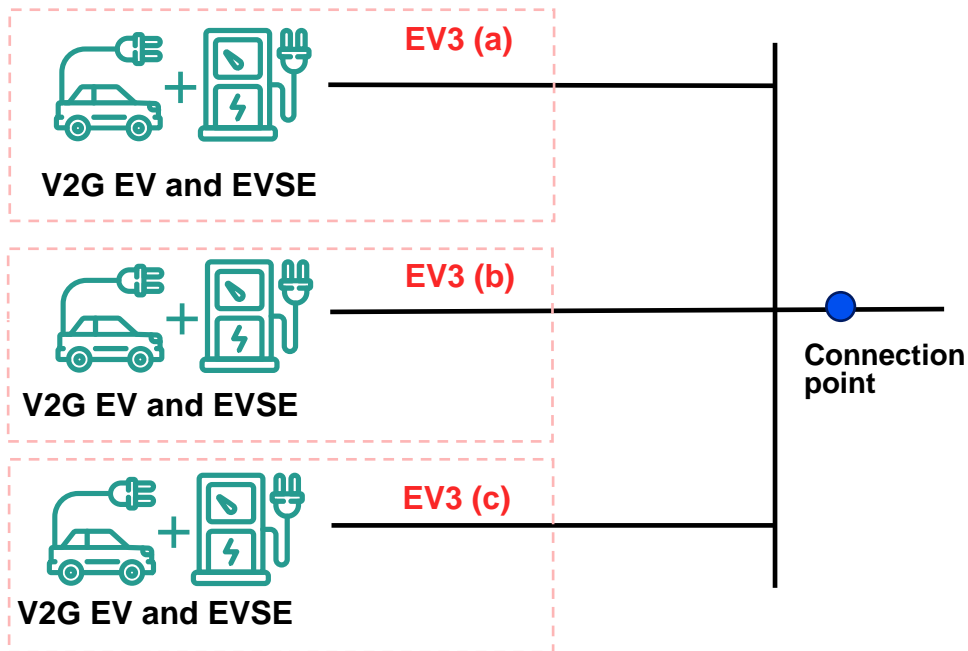 EV3 (a)
V2G EV and EVSE
EV3 (b)
V2G EV and EVSE
Connection
point
EV3 (c)
V2G EV and EVSE